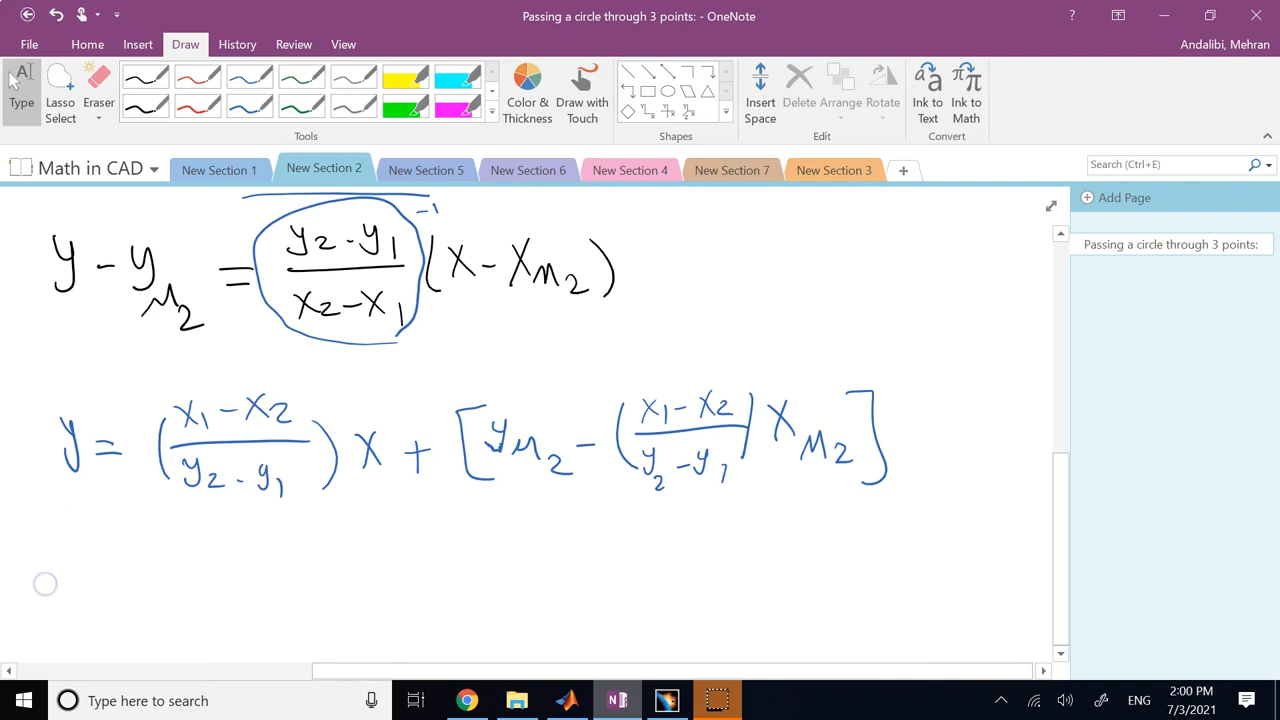 Passing a circle through 3 points: - OneNote
?
File Home Insert Draw History Review View
Andalibi, Mehran
Type
Lasso Select
Eraser
Color & Thickness
Draw with Touch
Insert Space
Delete
Arrange
Rotate
Ink to Text
Ink to Math
Tools
Shapes
Edit
Convert
Math in CAD
New Section 1 New Section 2 New Section 5 New Section 6 New Section 4 New Section 7 New Section 3
Search (Ctrl+E)
Add Page
Passing a circle through 3 points:
y - y_M2 = (y2 - y1 / x2 - x1)^-1 (x - x_M2)
y = (x1 - x2 / y2 - y1) x + [y_M2 - (x1 - x2 / y2 - y1) x_M2]
Type here to search
ENG
2:00 PM
7/3/2021